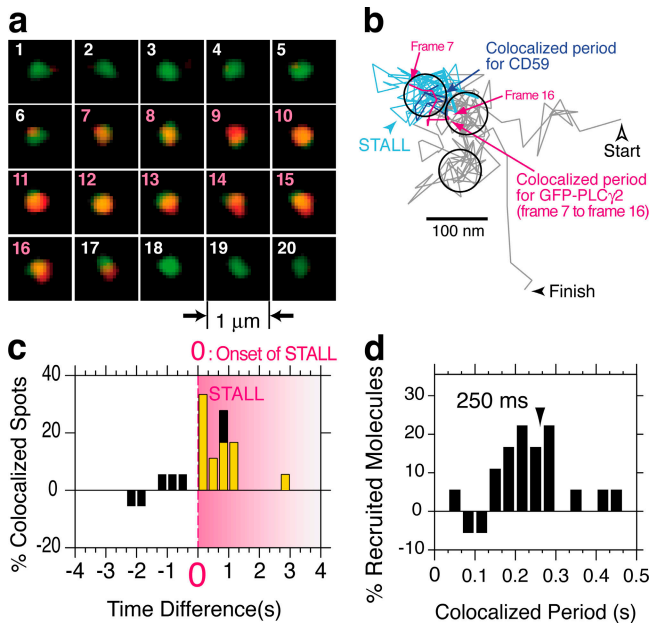 a
1 2 3 4 5
6 7 8 9 10
11 12 13 14 15
16 17 18 19 20
1 μm
b
Frame 7
Colocalized period
for CD59
Frame 16
STALL
Start
Colocalized period
for GFP-PLCγ2
(frame 7 to frame 16)
100 nm
Finish
c
0 : Onset of STALL
STALL
% Colocalized Spots
40
20
0
-20
-4 -3 -2 -1 0 1 2 3 4
Time Difference(s)
d
250 ms
% Recruited Molecules
30
20
10
0
-10
0 0.1 0.2 0.3 0.4 0.5
Colocalized Period (s)